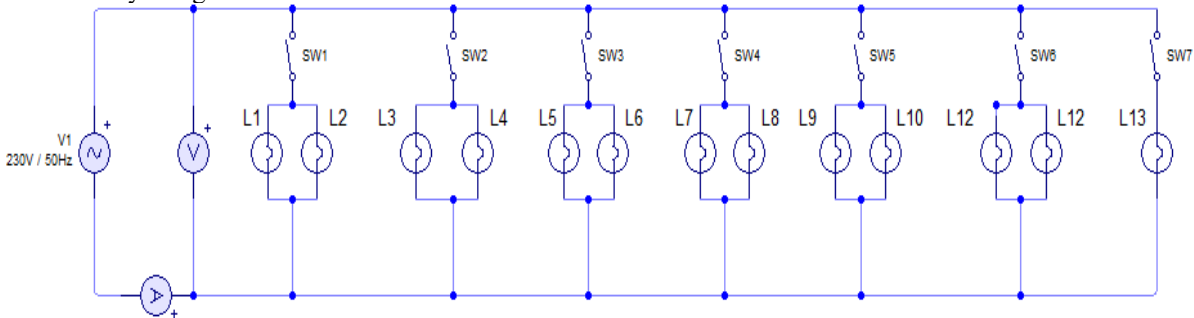 SW1 SW2 SW3 SW4 SW5 SW6 SW7
L1 L2 L3 L4 L5 L6 L7 L8 L9 L10 L12 L12 L13
V1
230V / 50Hz
+
+
V
A
+